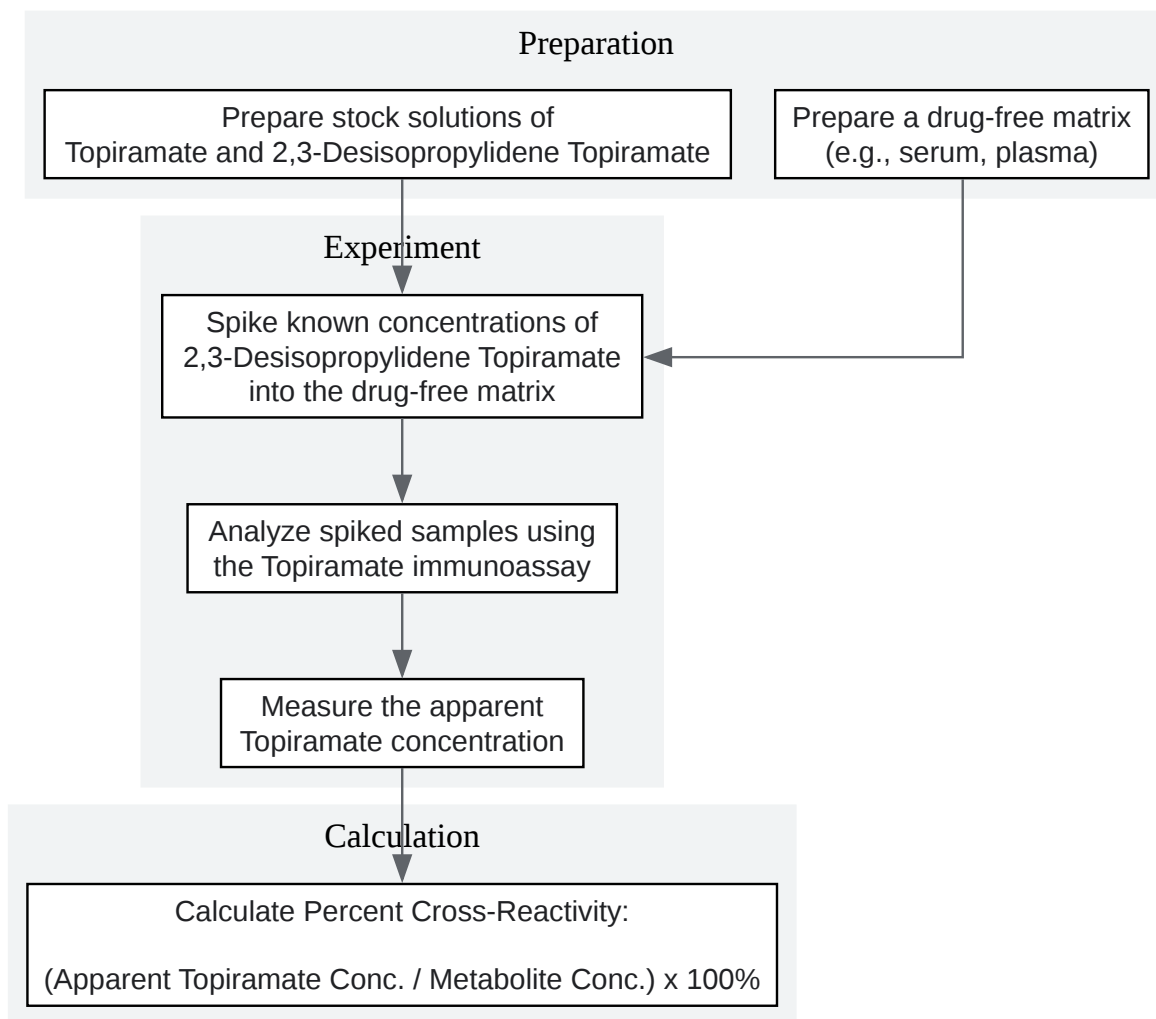 Preparation
Prepare stock solutions of
Topiramate and 2,3-Desisopropylidene Topiramate
Prepare a drug-free matrix
(e.g., serum, plasma)
Experiment
Spike known concentrations of
2,3-Desisopropylidene Topiramate
into the drug-free matrix
Analyze spiked samples using
the Topiramate immunoassay
Measure the apparent
Topiramate concentration
Calculation
Calculate Percent Cross-Reactivity:
(Apparent Topiramate Conc. / Metabolite Conc.) x 100%